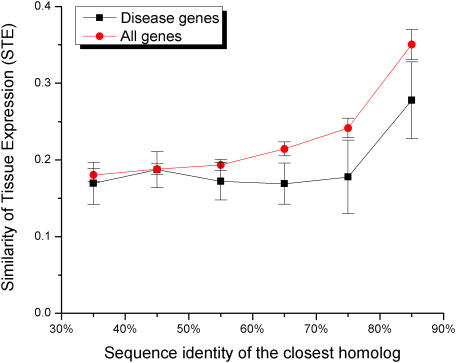 Disease genes
All genes
Similarity of Tissue Expression (STE)
0.4
0.3
0.2
0.1
0.0
30% 40% 50% 60% 70% 80% 90%
Sequence identity of the closest homolog